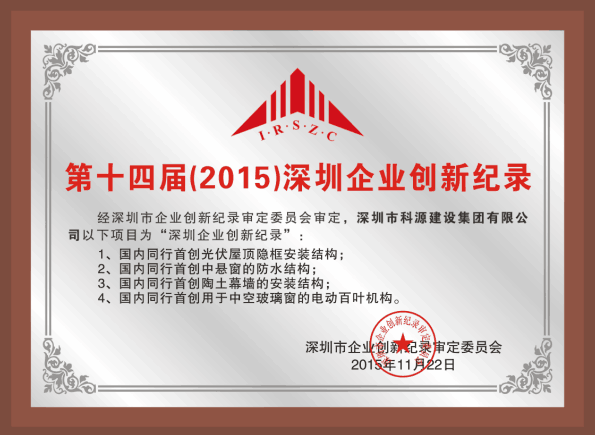 I·R·S·Z·C
第十四届(2015)深圳企业创新纪录
经深圳市企业创新纪录审定委员会审定，深圳市科源建设集团有限公
司以下项目为“深圳企业创新纪录”：
1、国内同行首创光伏屋顶隐框安装结构；
2、国内同行首创中悬窗的防水结构；
3、国内同行首创陶土幕墙的安装结构；
4、国内同行首创用于中空玻璃窗的电动百叶机构。
深圳市企业创新纪录审定委员会
2015年11月22日